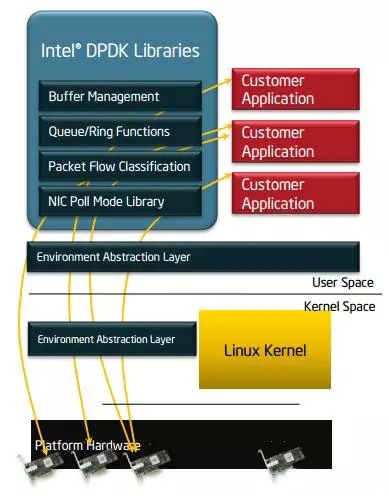 Intel® DPDK Libraries
Buffer Management
Queue/Ring Functions
Packet Flow Classification
NIC Poll Mode Library
Customer
Application
Customer
Application
Customer
Application
Environment Abstraction Layer
User Space
Kernel Space
Environment Abstraction Layer
Linux Kernel
Platform Hardware